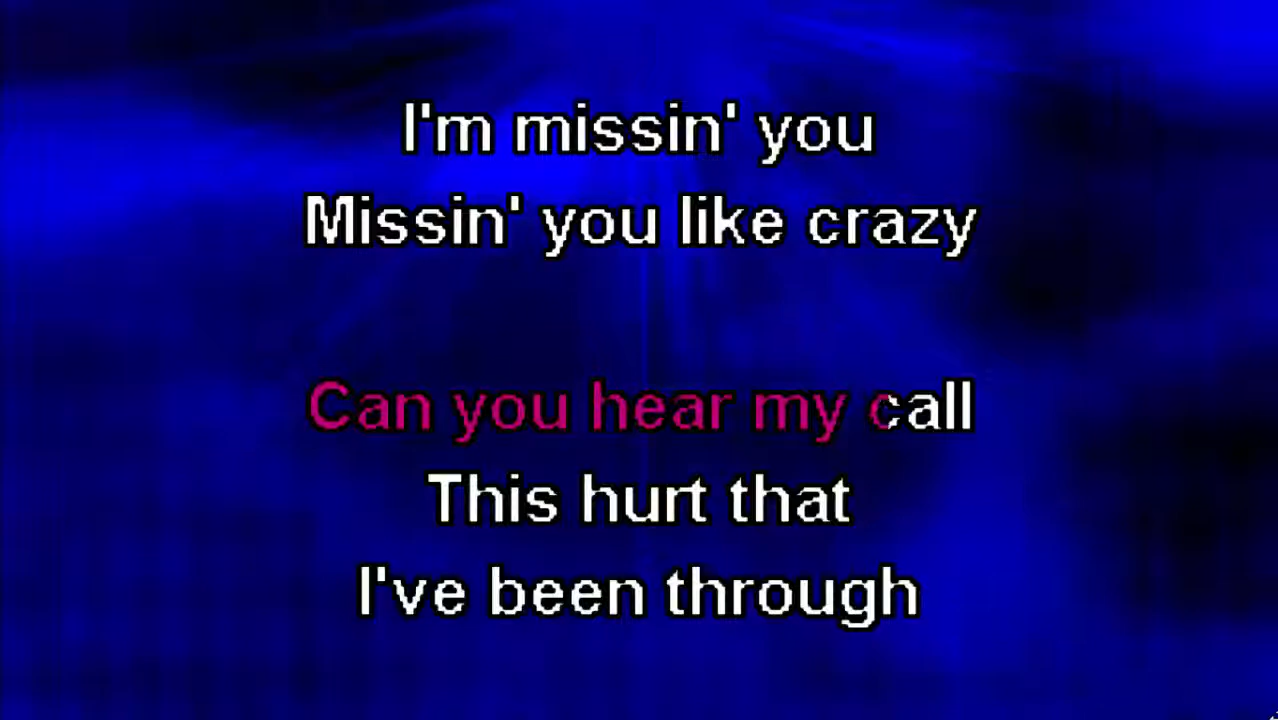 I'm missin' you
Missin' you like crazy
Can you hear my call
This hurt that
I've been through